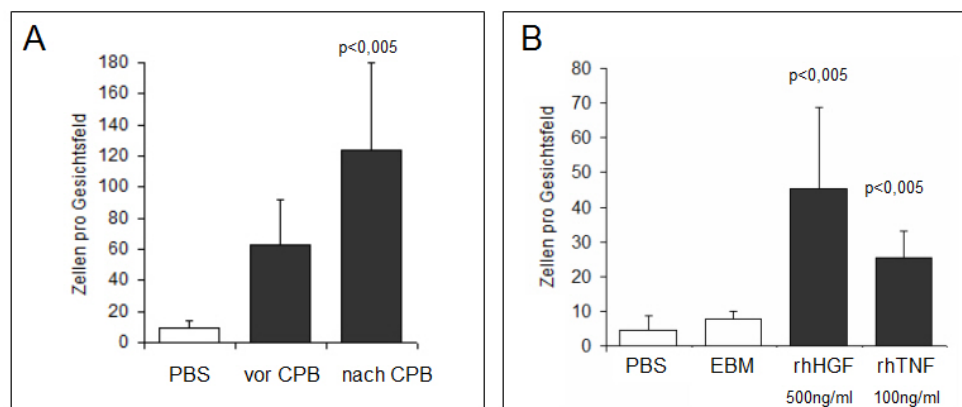 A
p<0,005
Zellen pro Gesichtsfeld
180
160
140
120
100
80
60
40
20
0
PBS vor CPB nach CPB
B
p<0,005
p<0,005
Zellen pro Gesichtsfeld
80
70
60
50
40
30
20
10
0
PBS EBM rhHGF rhTNF
500ng/ml 100ng/ml